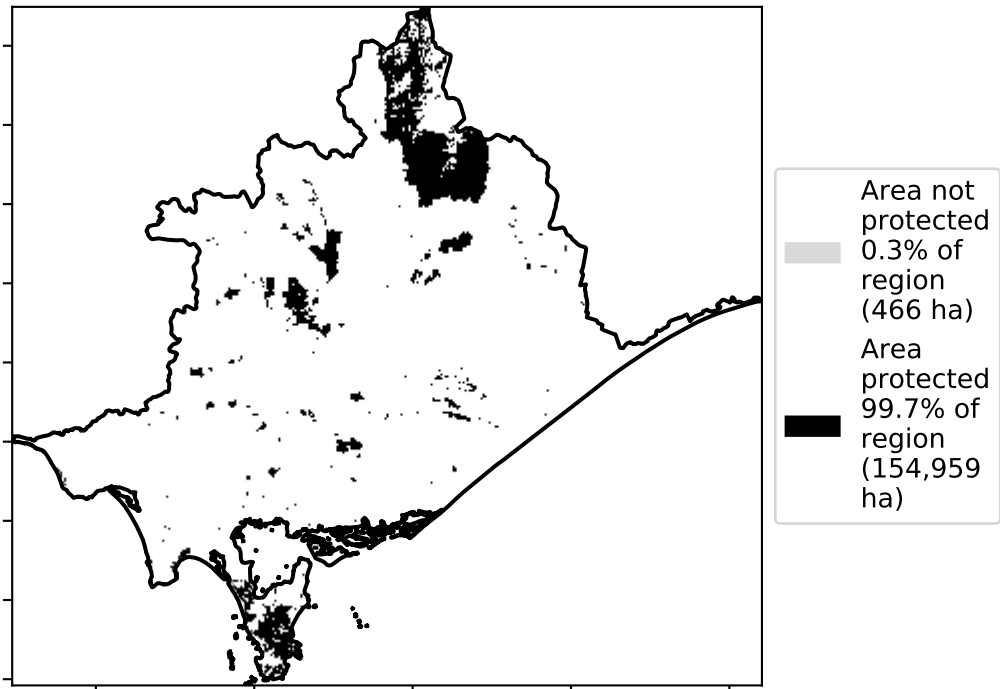 Area not
protected
0.3% of
region
(466 ha)
Area
protected
99.7% of
region
(154,959
ha)